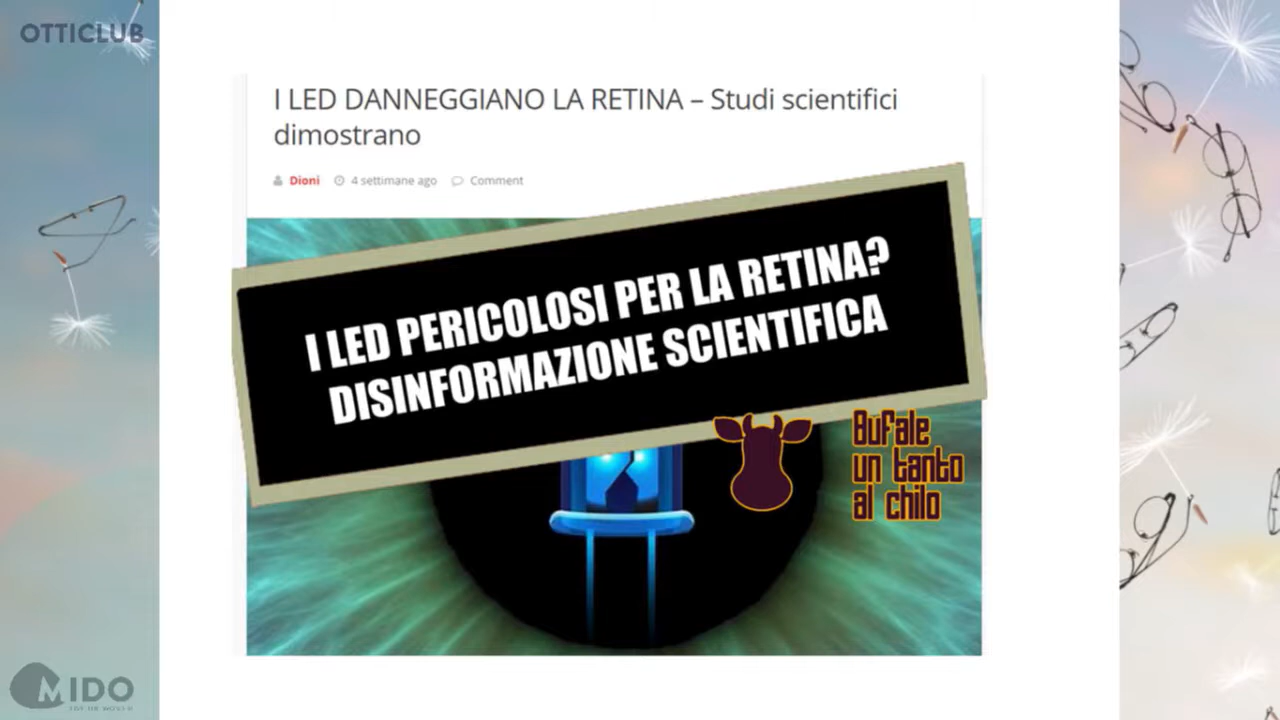 OTTICLUB
I LED DANNEGGIANO LA RETINA – Studi scientifici
dimostrano
Dioni 4 settimane ago Comment
I LED PERICOLOSI PER LA RETINA?
DISINFORMAZIONE SCIENTIFICA
Bufale
un tanto
al chilo
MIDO